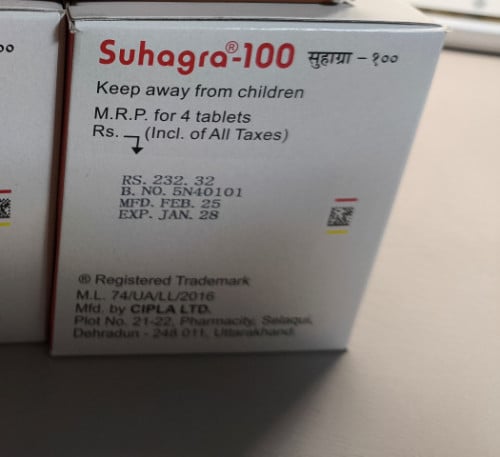 Suhagra®-100 सुहाग्रा – १००
Keep away from children
M.R.P. for 4 tablets
Rs. (Incl. of All Taxes)
RS. 232. 32
B. NO. 5N40101
MFD. FEB. 25
EXP. JAN. 28
® Registered Trademark
M.L. 74/UA/LL/2016
Mfd. by CIPLA LTD.
Plot No. 21-22, Pharmacity, Selaqui,
Dehradun - 248 011, Uttarakhand.